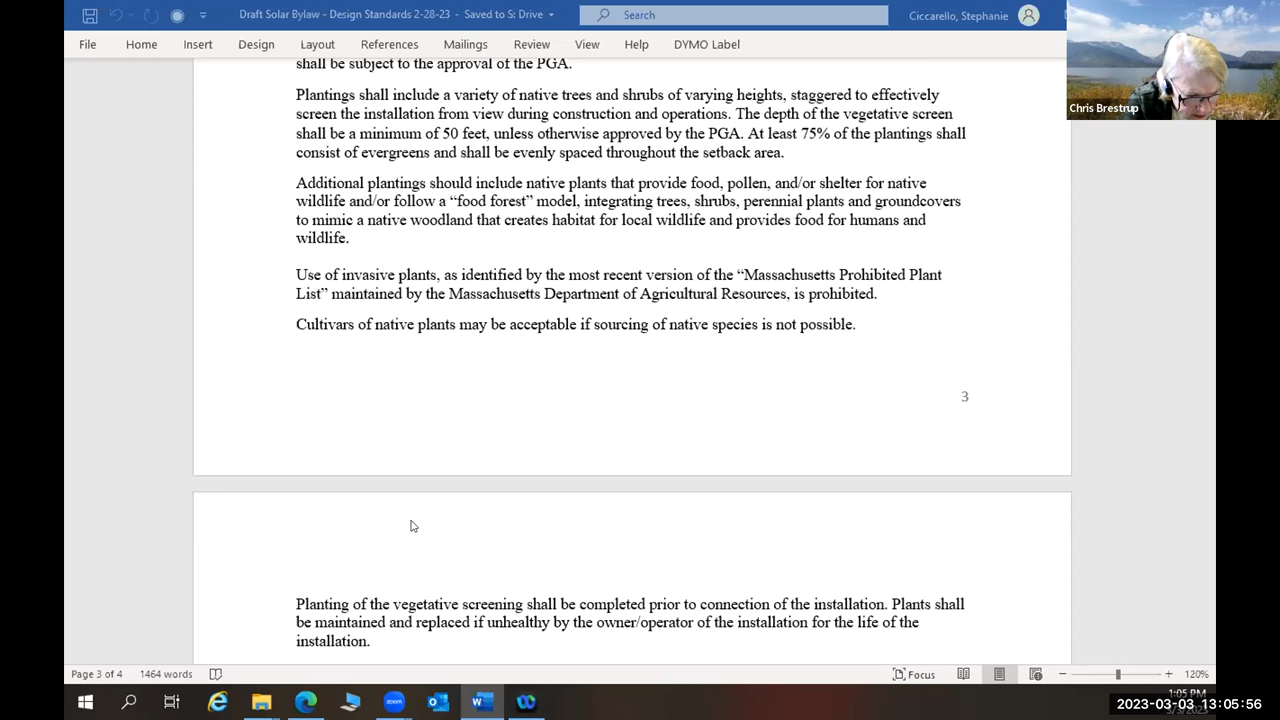 Draft Solar Bylaw - Design Standards 2-28-23 - Saved to S: Drive
Search
Ciccarello, Stephanie
File Home Insert Design Layout References Mailings Review View Help DYMO Label
Chris Brestrup
shall be subject to the approval of the PGA.
Plantings shall include a variety of native trees and shrubs of varying heights, staggered to effectively
screen the installation from view during construction and operations. The depth of the vegetative screen
shall be a minimum of 50 feet, unless otherwise approved by the PGA. At least 75% of the plantings shall
consist of evergreens and shall be evenly spaced throughout the setback area.
Additional plantings should include native plants that provide food, pollen, and/or shelter for native
wildlife and/or follow a “food forest” model, integrating trees, shrubs, perennial plants and groundcovers
to mimic a native woodland that creates habitat for local wildlife and provides food for humans and
wildlife.
Use of invasive plants, as identified by the most recent version of the “Massachusetts Prohibited Plant
List” maintained by the Massachusetts Department of Agricultural Resources, is prohibited.
Cultivars of native plants may be acceptable if sourcing of native species is not possible.
3
Planting of the vegetative screening shall be completed prior to connection of the installation. Plants shall
be maintained and replaced if unhealthy by the owner/operator of the installation for the life of the
installation.
Page 3 of 4 1464 words Focus 120%
zoom
1:05 PM
2023-03-03 13:05:56